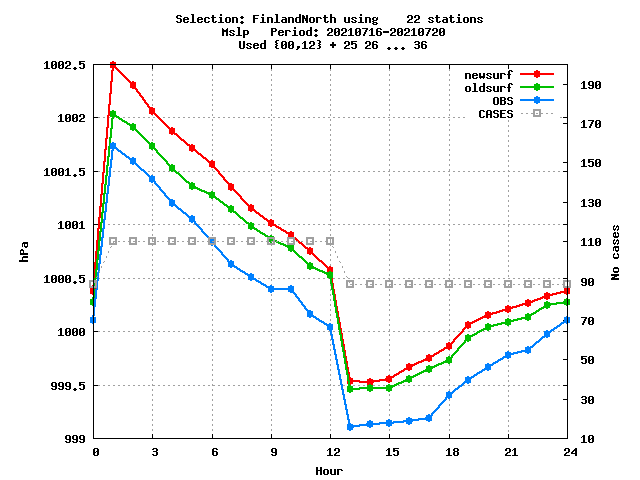 Selection: FinlandNorth using    22 stations
Mslp   Period: 20210716-20210720
Used {00,12} + 25 26 ... 36
newsurf
oldsurf
OBS
CASES
1002.5
1002
1001.5
1001
1000.5
1000
999.5
999
hPa
190
170
150
130
110
90
70
50
30
10
No cases
0 3 6 9 12 15 18 21 24
Hour